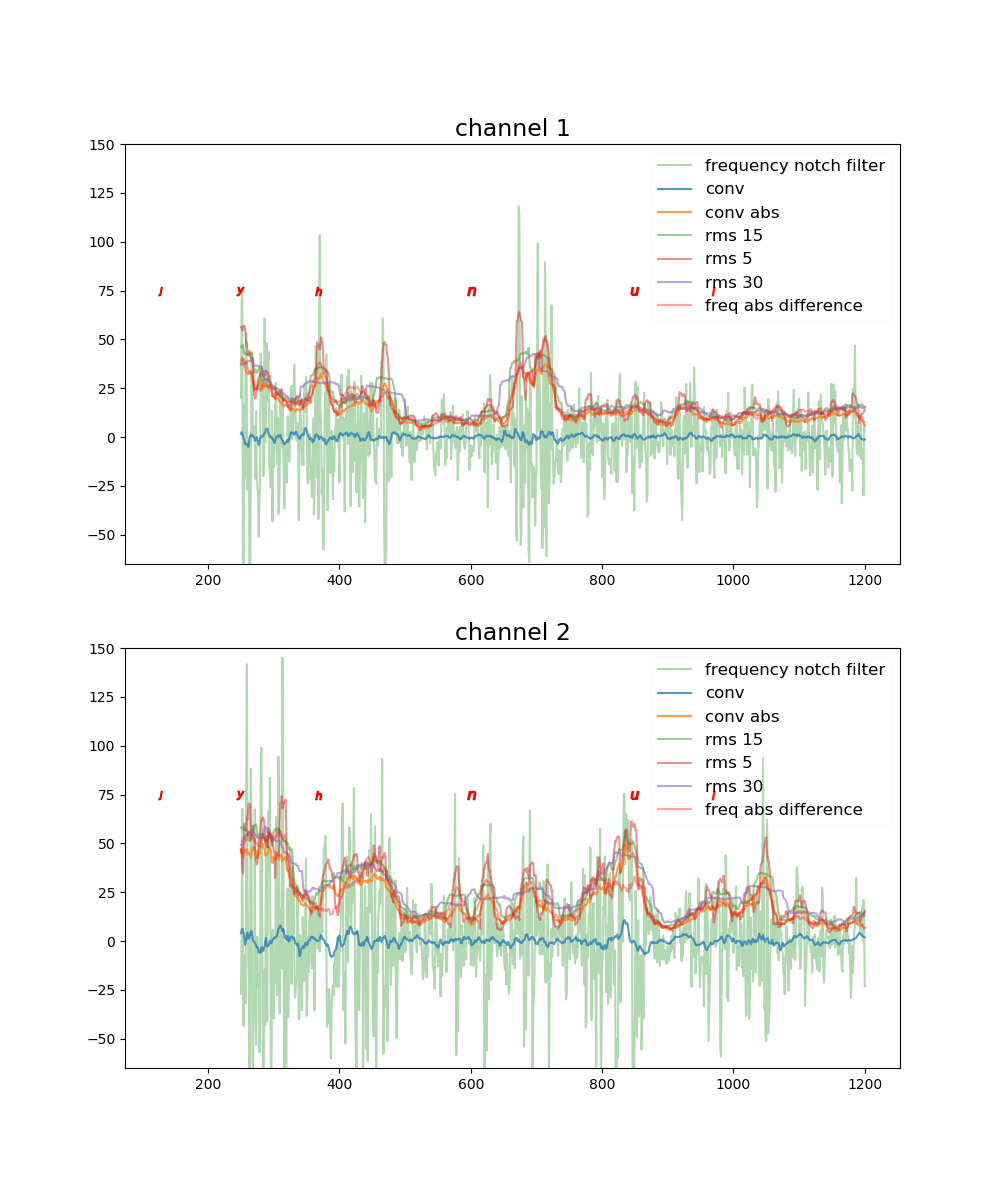 channel 1
150
125
100
75
50
25
0
−25
−50
frequency notch filter
conv
conv abs
rms 15
rms 5
rms 30
freq abs difference
j y h n u i
200 400 600 800 1000 1200
channel 2
150
125
100
75
50
25
0
−25
−50
frequency notch filter
conv
conv abs
rms 15
rms 5
rms 30
freq abs difference
j y h n u
200 400 600 800 1000 1200